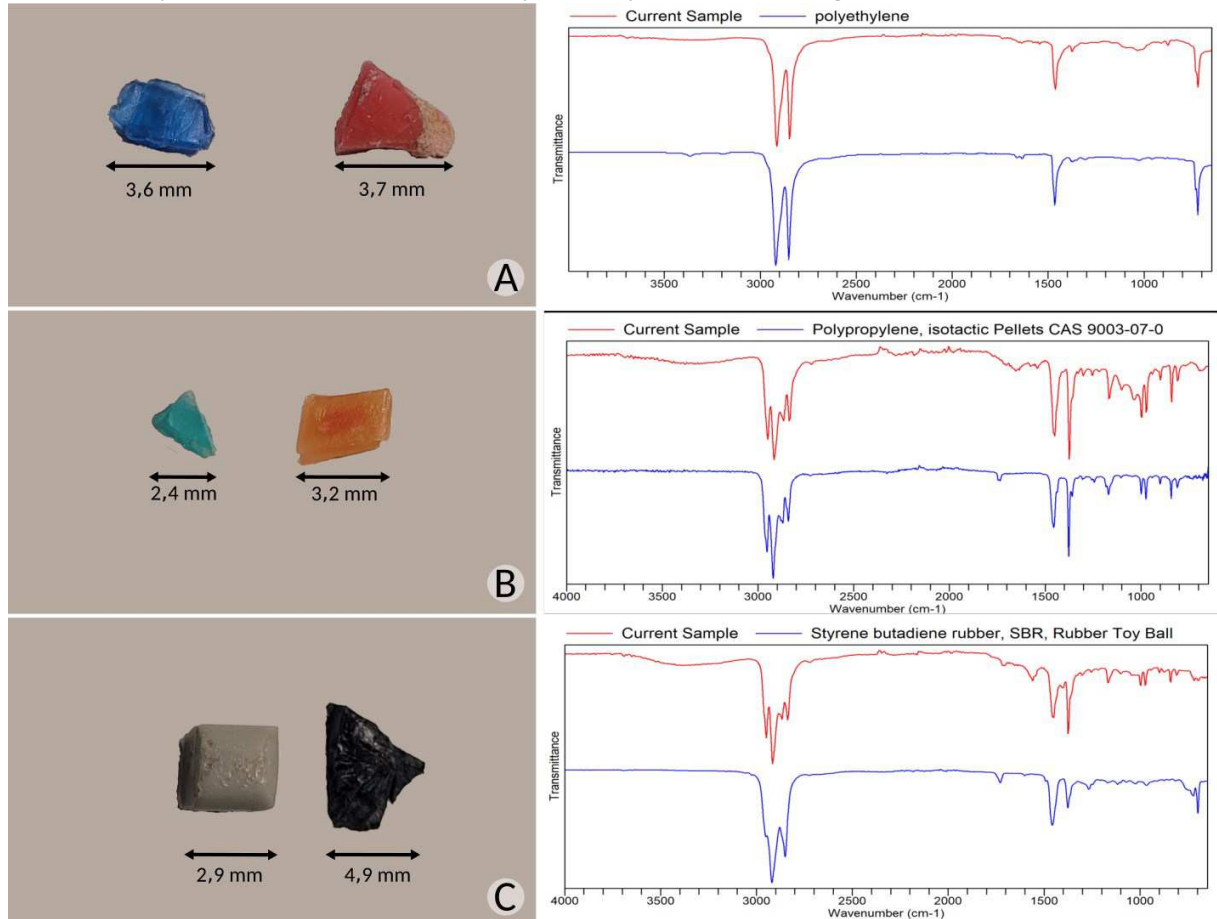 Current Sample polyethylene
Transmittance
3,6 mm 3,7 mm
3500 3000 2500 2000 1500 1000
Wavenumber (cm-1)
A
Current Sample Polypropylene, isotactic Pellets CAS 9003-07-0
Transmittance
2,4 mm 3,2 mm
4000 3500 3000 2500 2000 1500 1000
Wavenumber (cm-1)
B
Current Sample Styrene butadiene rubber, SBR, Rubber Toy Ball
Transmittance
2,9 mm 4,9 mm
4000 3500 3000 2500 2000 1500 1000
Wavenumber (cm-1)
C